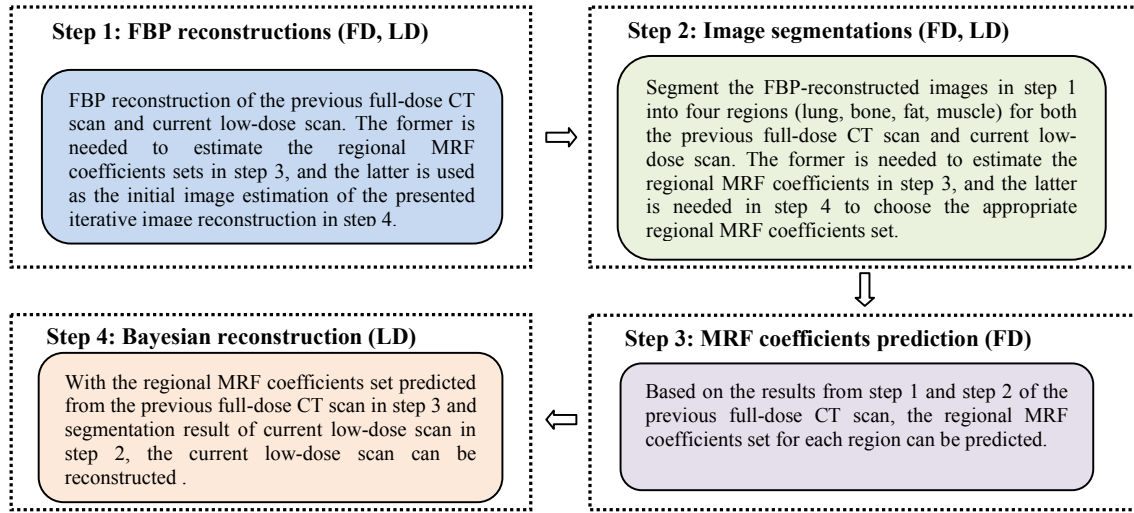 Step 1: FBP reconstructions (FD, LD)
FBP reconstruction of the previous full-dose CT
scan and current low-dose scan. The former is
needed to estimate the regional MRF
coefficients sets in step 3, and the latter is used
as the initial image estimation of the presented
iterative image reconstruction in step 4.
Step 2: Image segmentations (FD, LD)
Segment the FBP-reconstructed images in step 1
into four regions (lung, bone, fat, muscle) for both
the previous full-dose CT scan and current low-
dose scan. The former is needed to estimate the
regional MRF coefficients in step 3, and the latter
is needed in step 4 to choose the appropriate
regional MRF coefficients set.
Step 3: MRF coefficients prediction (FD)
Based on the results from step 1 and step 2 of the
previous full-dose CT scan, the regional MRF
coefficients set for each region can be predicted.
Step 4: Bayesian reconstruction (LD)
With the regional MRF coefficients set predicted
from the previous full-dose CT scan in step 3 and
segmentation result of current low-dose scan in
step 2, the current low-dose scan can be
reconstructed .